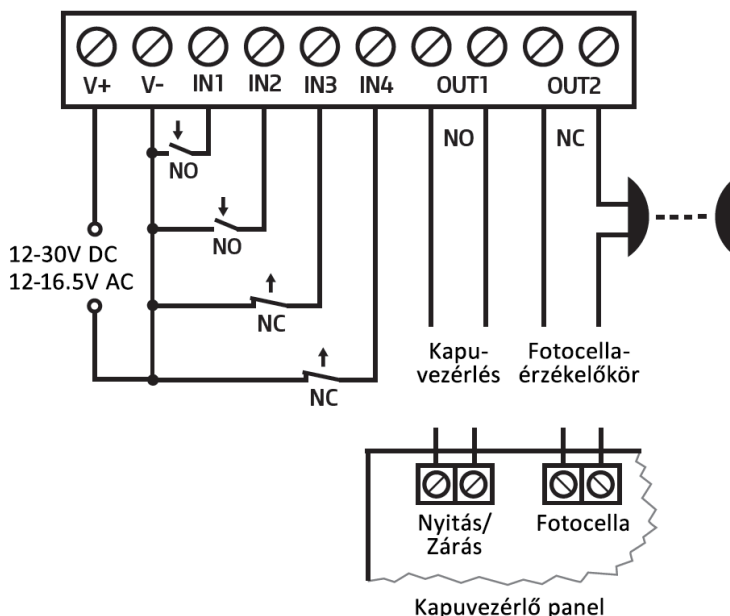 V+ V- IN1 IN2 IN3 IN4 OUT1 OUT2
NO
NC
NO
NO
12-30V DC
12-16.5V AC
NC
NC
Kapu-
vezérlés
Fotocella-
érzékelőkör
Nyitás/
Zárás
Fotocella
Kapuvezérlő panel